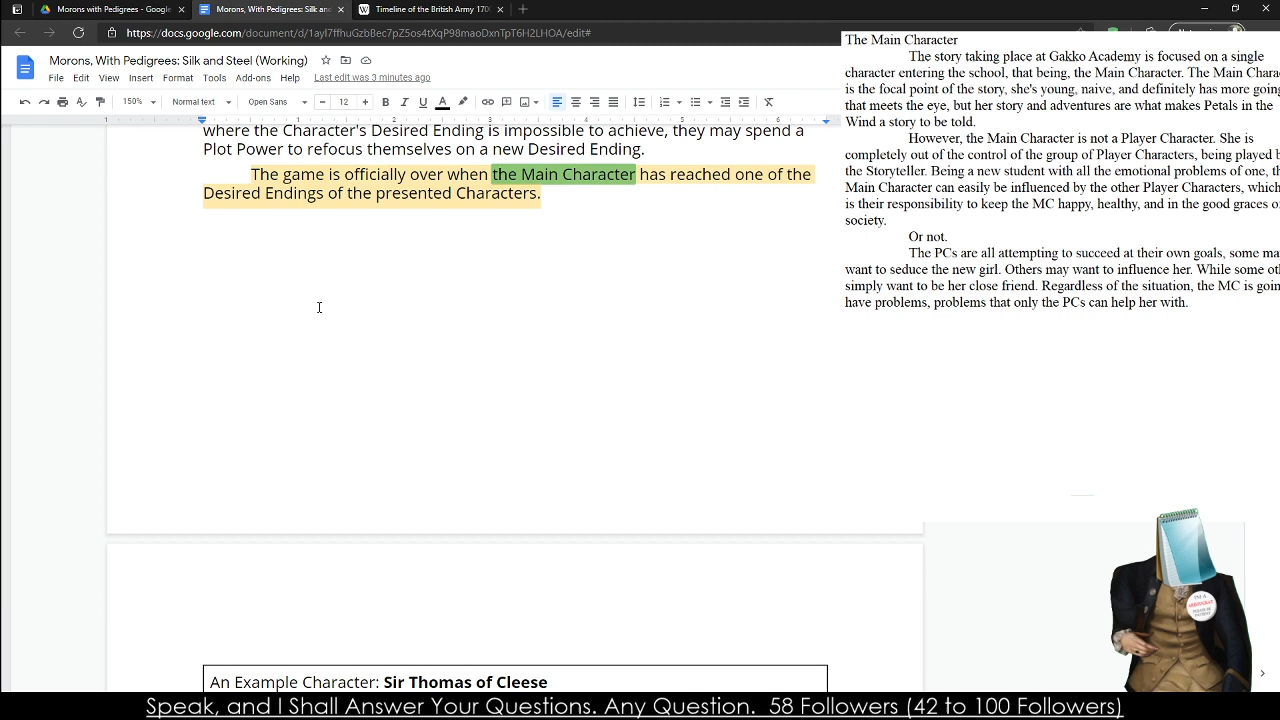 Morons with Pedigrees - Google
Morons, With Pedigrees: Silk and
Timeline of the British Army 170
https://docs.google.com/document/d/1ayI7ffhuGzbBec7pZ5os4tXqP98maoDxnTpT6H2LHOA/edit#
Morons, With Pedigrees: Silk and Steel (Working)
File Edit View Insert Format Tools Add-ons Help Last edit was 3 minutes ago
150% Normal text Open Sans 12
1 1 2 3 4 5 6
where the Character's Desired Ending is impossible to achieve, they may spend a
Plot Power to refocus themselves on a new Desired Ending.
The game is officially over when the Main Character has reached one of the
Desired Endings of the presented Characters.
An Example Character: Sir Thomas of Cleese
The Main Character
The story taking place at Gakko Academy is focused on a single
character entering the school, that being, the Main Character. The Main Chara
is the focal point of the story, she's young, naive, and definitely has more going
that meets the eye, but her story and adventures are what makes Petals in the
Wind a story to be told.
However, the Main Character is not a Player Character. She is
completely out of the control of the group of Player Characters, being played b
the Storyteller. Being a new student with all the emotional problems of one, th
Main Character can easily be influenced by the other Player Characters, which
is their responsibility to keep the MC happy, healthy, and in the good graces o
society.
Or not.
The PCs are all attempting to succeed at their own goals, some ma
want to seduce the new girl. Others may want to influence her. While some oth
simply want to be her close friend. Regardless of the situation, the MC is goin
have problems, problems that only the PCs can help her with.
I'M A
ARISTOCRAT
PLEASE BE
PATIENT
Speak, and I Shall Answer Your Questions. Any Question. 58 Followers (42 to 100 Followers)